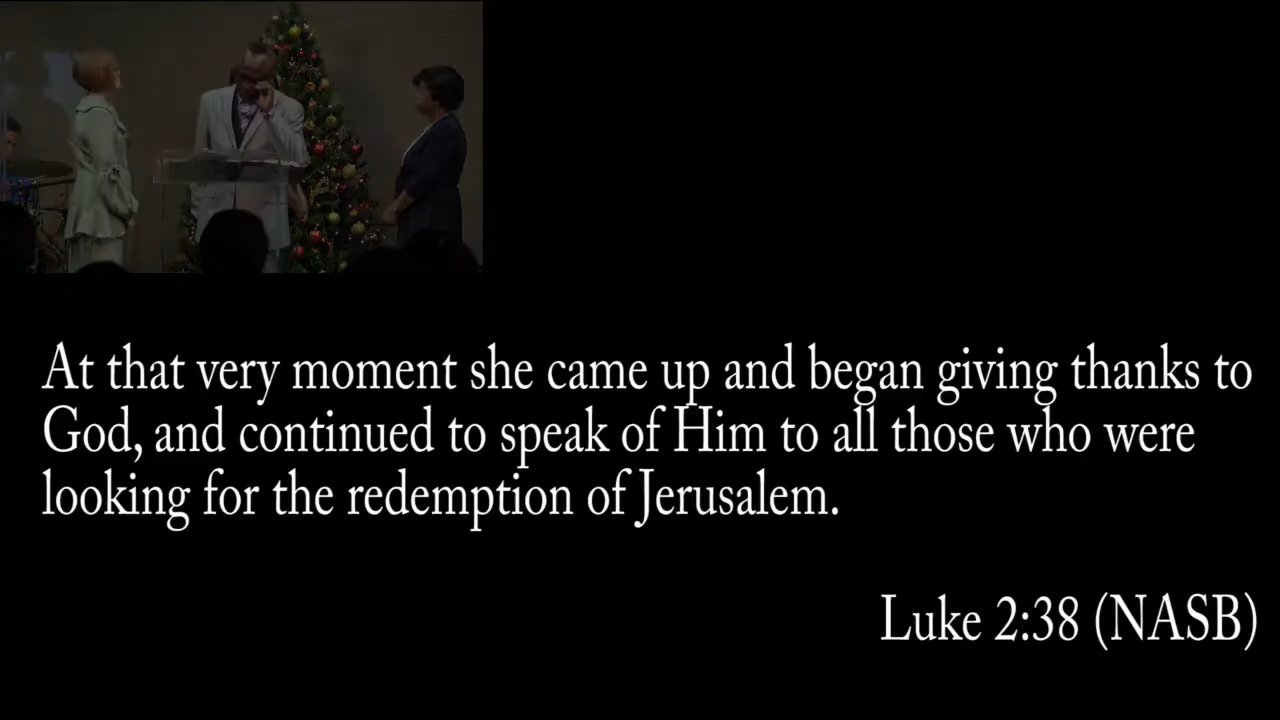 At that very moment she came up and began giving thanks to
God, and continued to speak of Him to all those who were
looking for the redemption of Jerusalem.
Luke 2:38 (NASB)